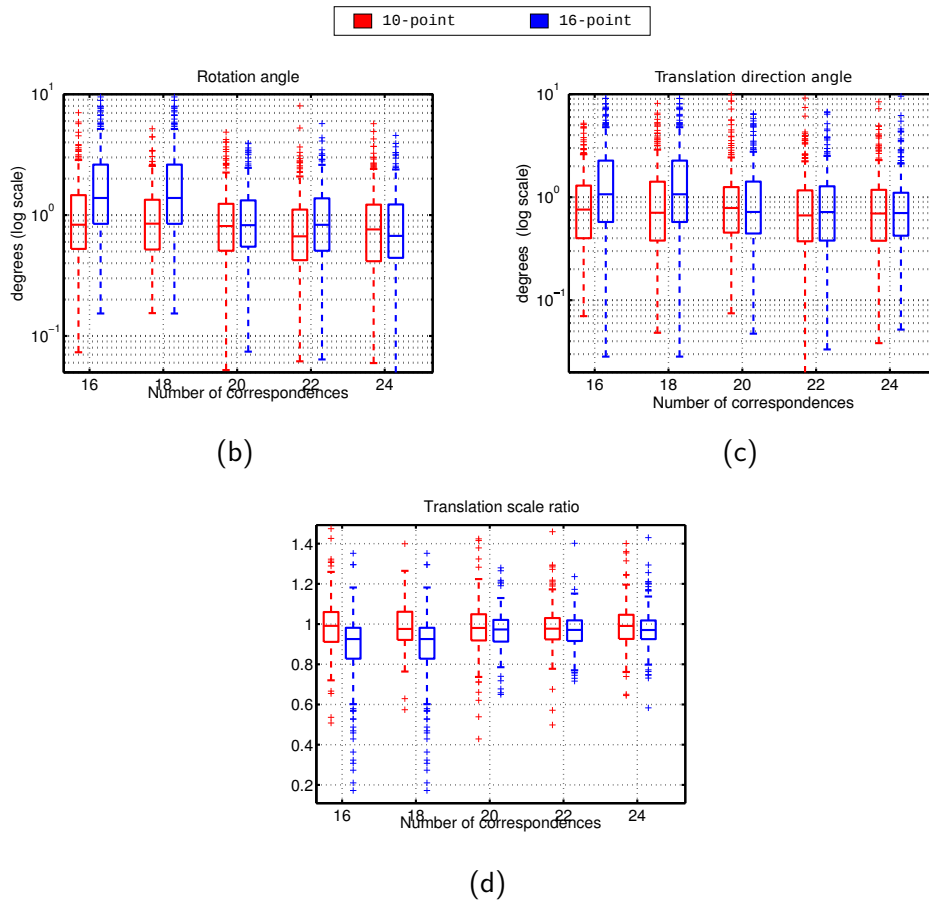 10-point 16-point
Rotation angle
degrees (log scale)
10^1
10^0
10^-1
16 18 20 22 24
Number of correspondences
(b)
Translation direction angle
degrees (log scale)
10^1
10^0
10^-1
16 18 20 22 24
Number of correspondences
(c)
Translation scale ratio
1.4
1.2
1
0.8
0.6
0.4
0.2
16 18 20 22 24
Number of correspondences
(d)